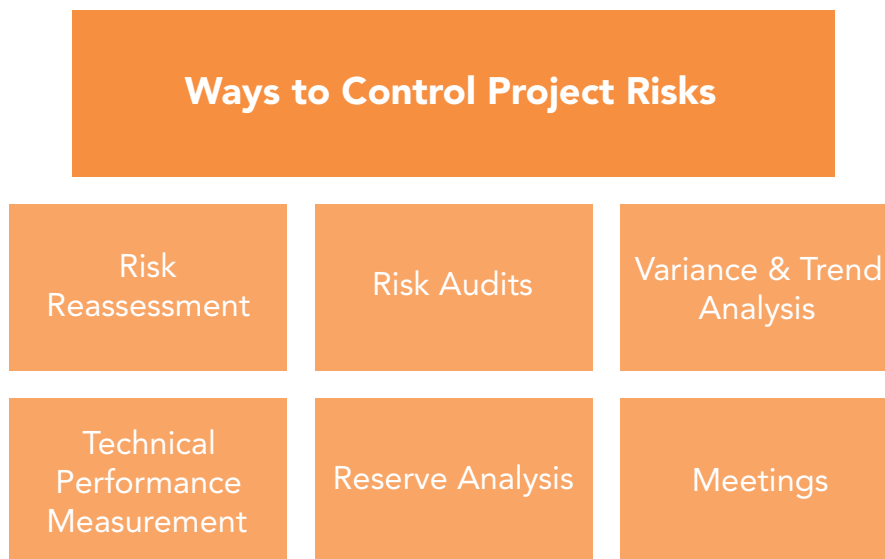 Ways to Control Project Risks
Risk
Reassessment
Risk Audits
Variance & Trend
Analysis
Technical
Performance
Measurement
Reserve Analysis
Meetings